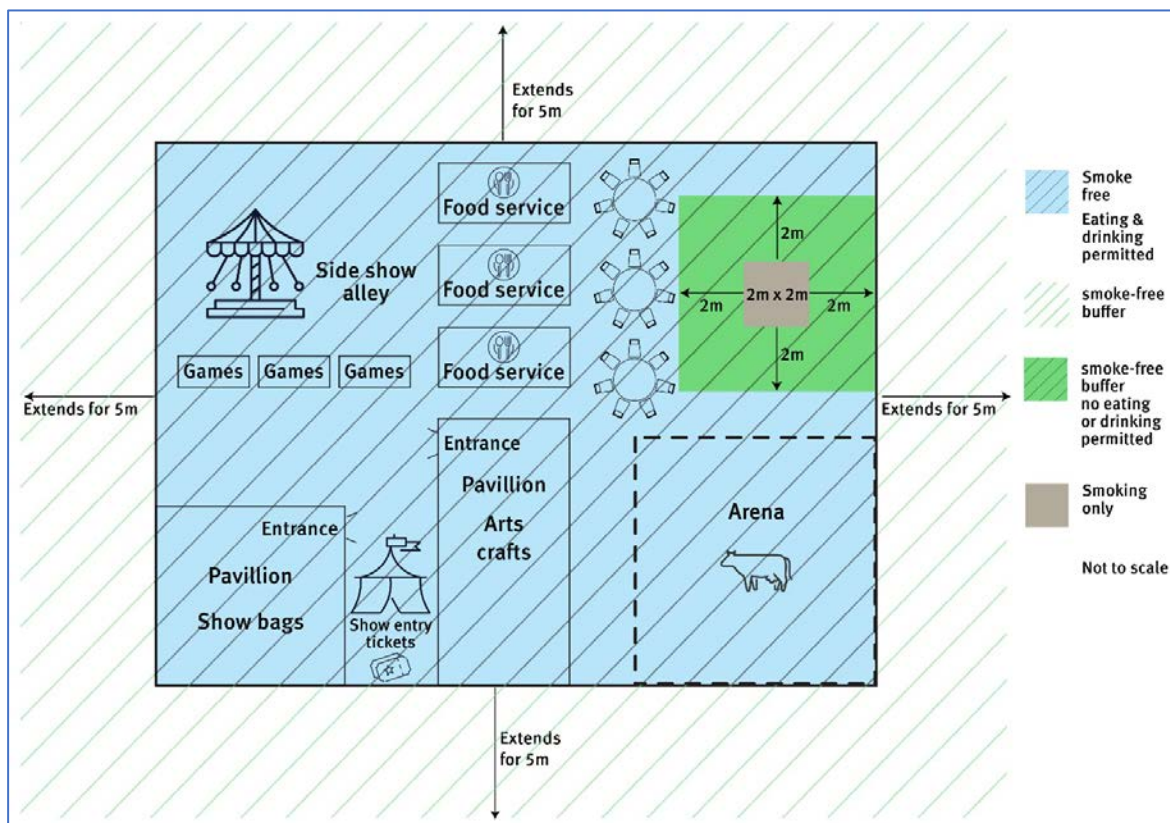 Extends
for 5m
Food service
2m
Side show
alley
Food service
2m
2m x 2m
2m
Food service
2m
Games
Games
Games
Extends for 5m
Extends for 5m
Entrance
Pavillion
Arts
crafts
Arena
Entrance
Pavillion
Show bags
Show entry
tickets
Extends
for 5m
Smoke
free
Eating &
drinking
permitted
smoke-free
buffer
smoke-free
buffer
no eating
or drinking
permitted
Smoking
only
Not to scale